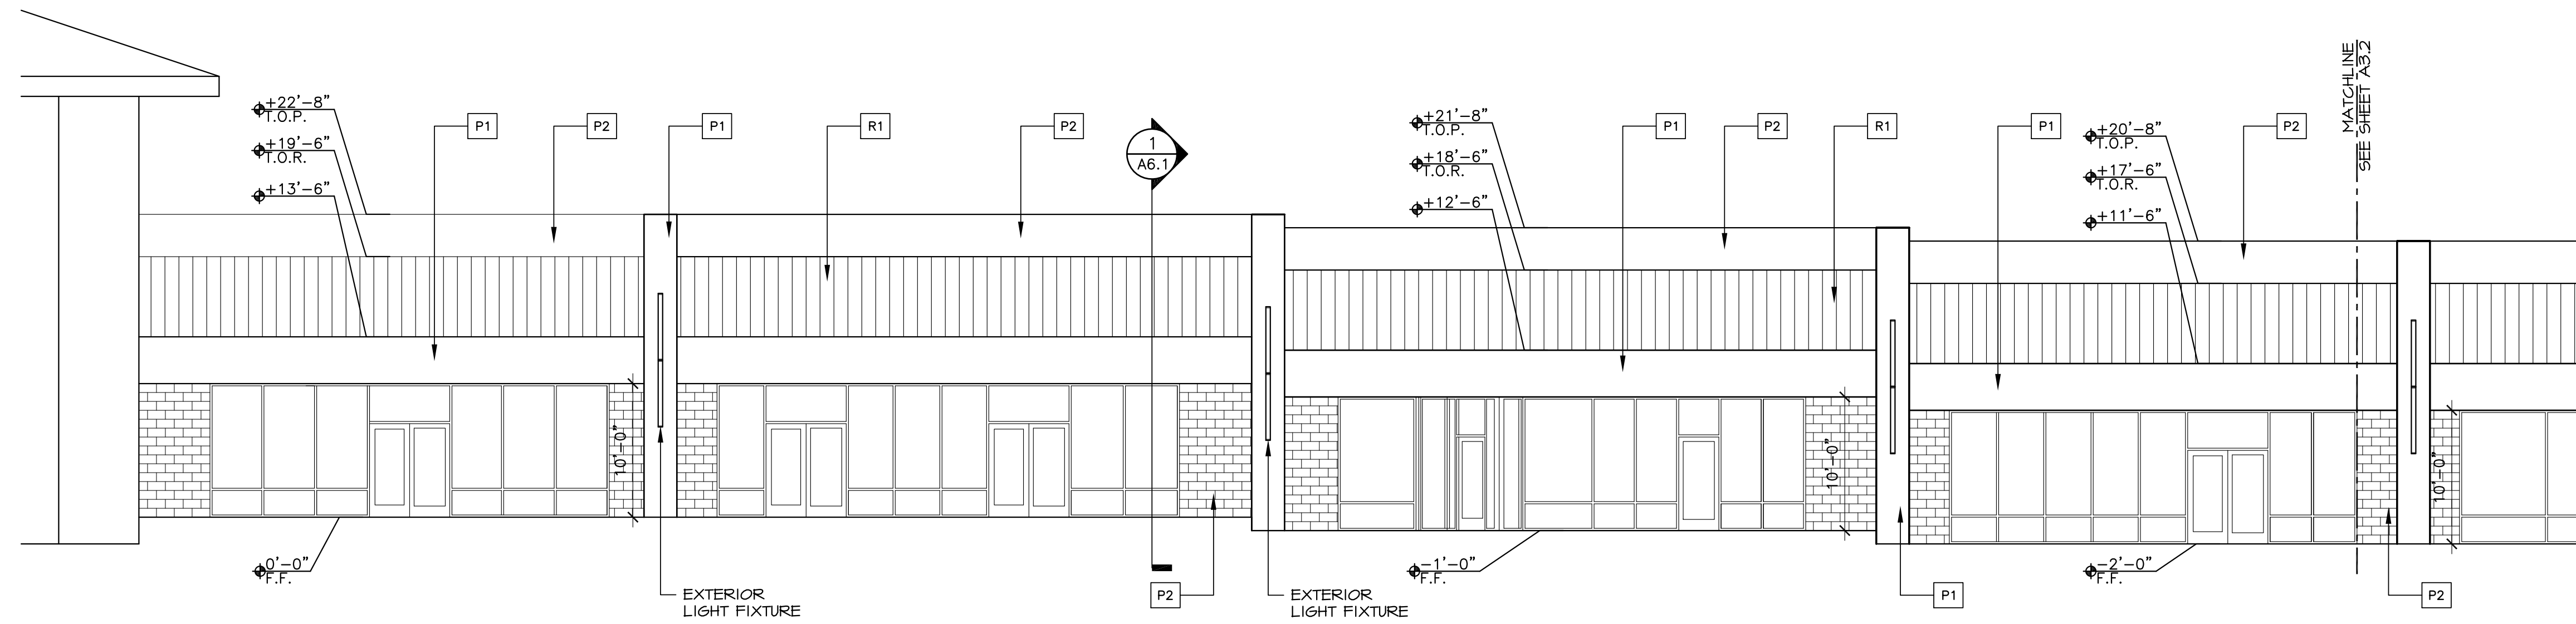 MATCHLINE
SEE SHEET A3.2
+22'-8"
T.O.P.
+19'-6"
T.O.R.
+13'-6"
P1
P2
P1
R1
P2
1
A6.1
+21'-8"
T.O.P.
+18'-6"
T.O.R.
+12'-6"
P1
P2
R1
P1
+20'-8"
T.O.P.
+17'-6"
T.O.R.
+11'-6"
P2
10'-0"
10'-0"
10'-0"
0'-0"
F.F.
EXTERIOR
LIGHT FIXTURE
P2
EXTERIOR
LIGHT FIXTURE
-1'-0"
F.F.
P1
-2'-0"
F.F.
P2